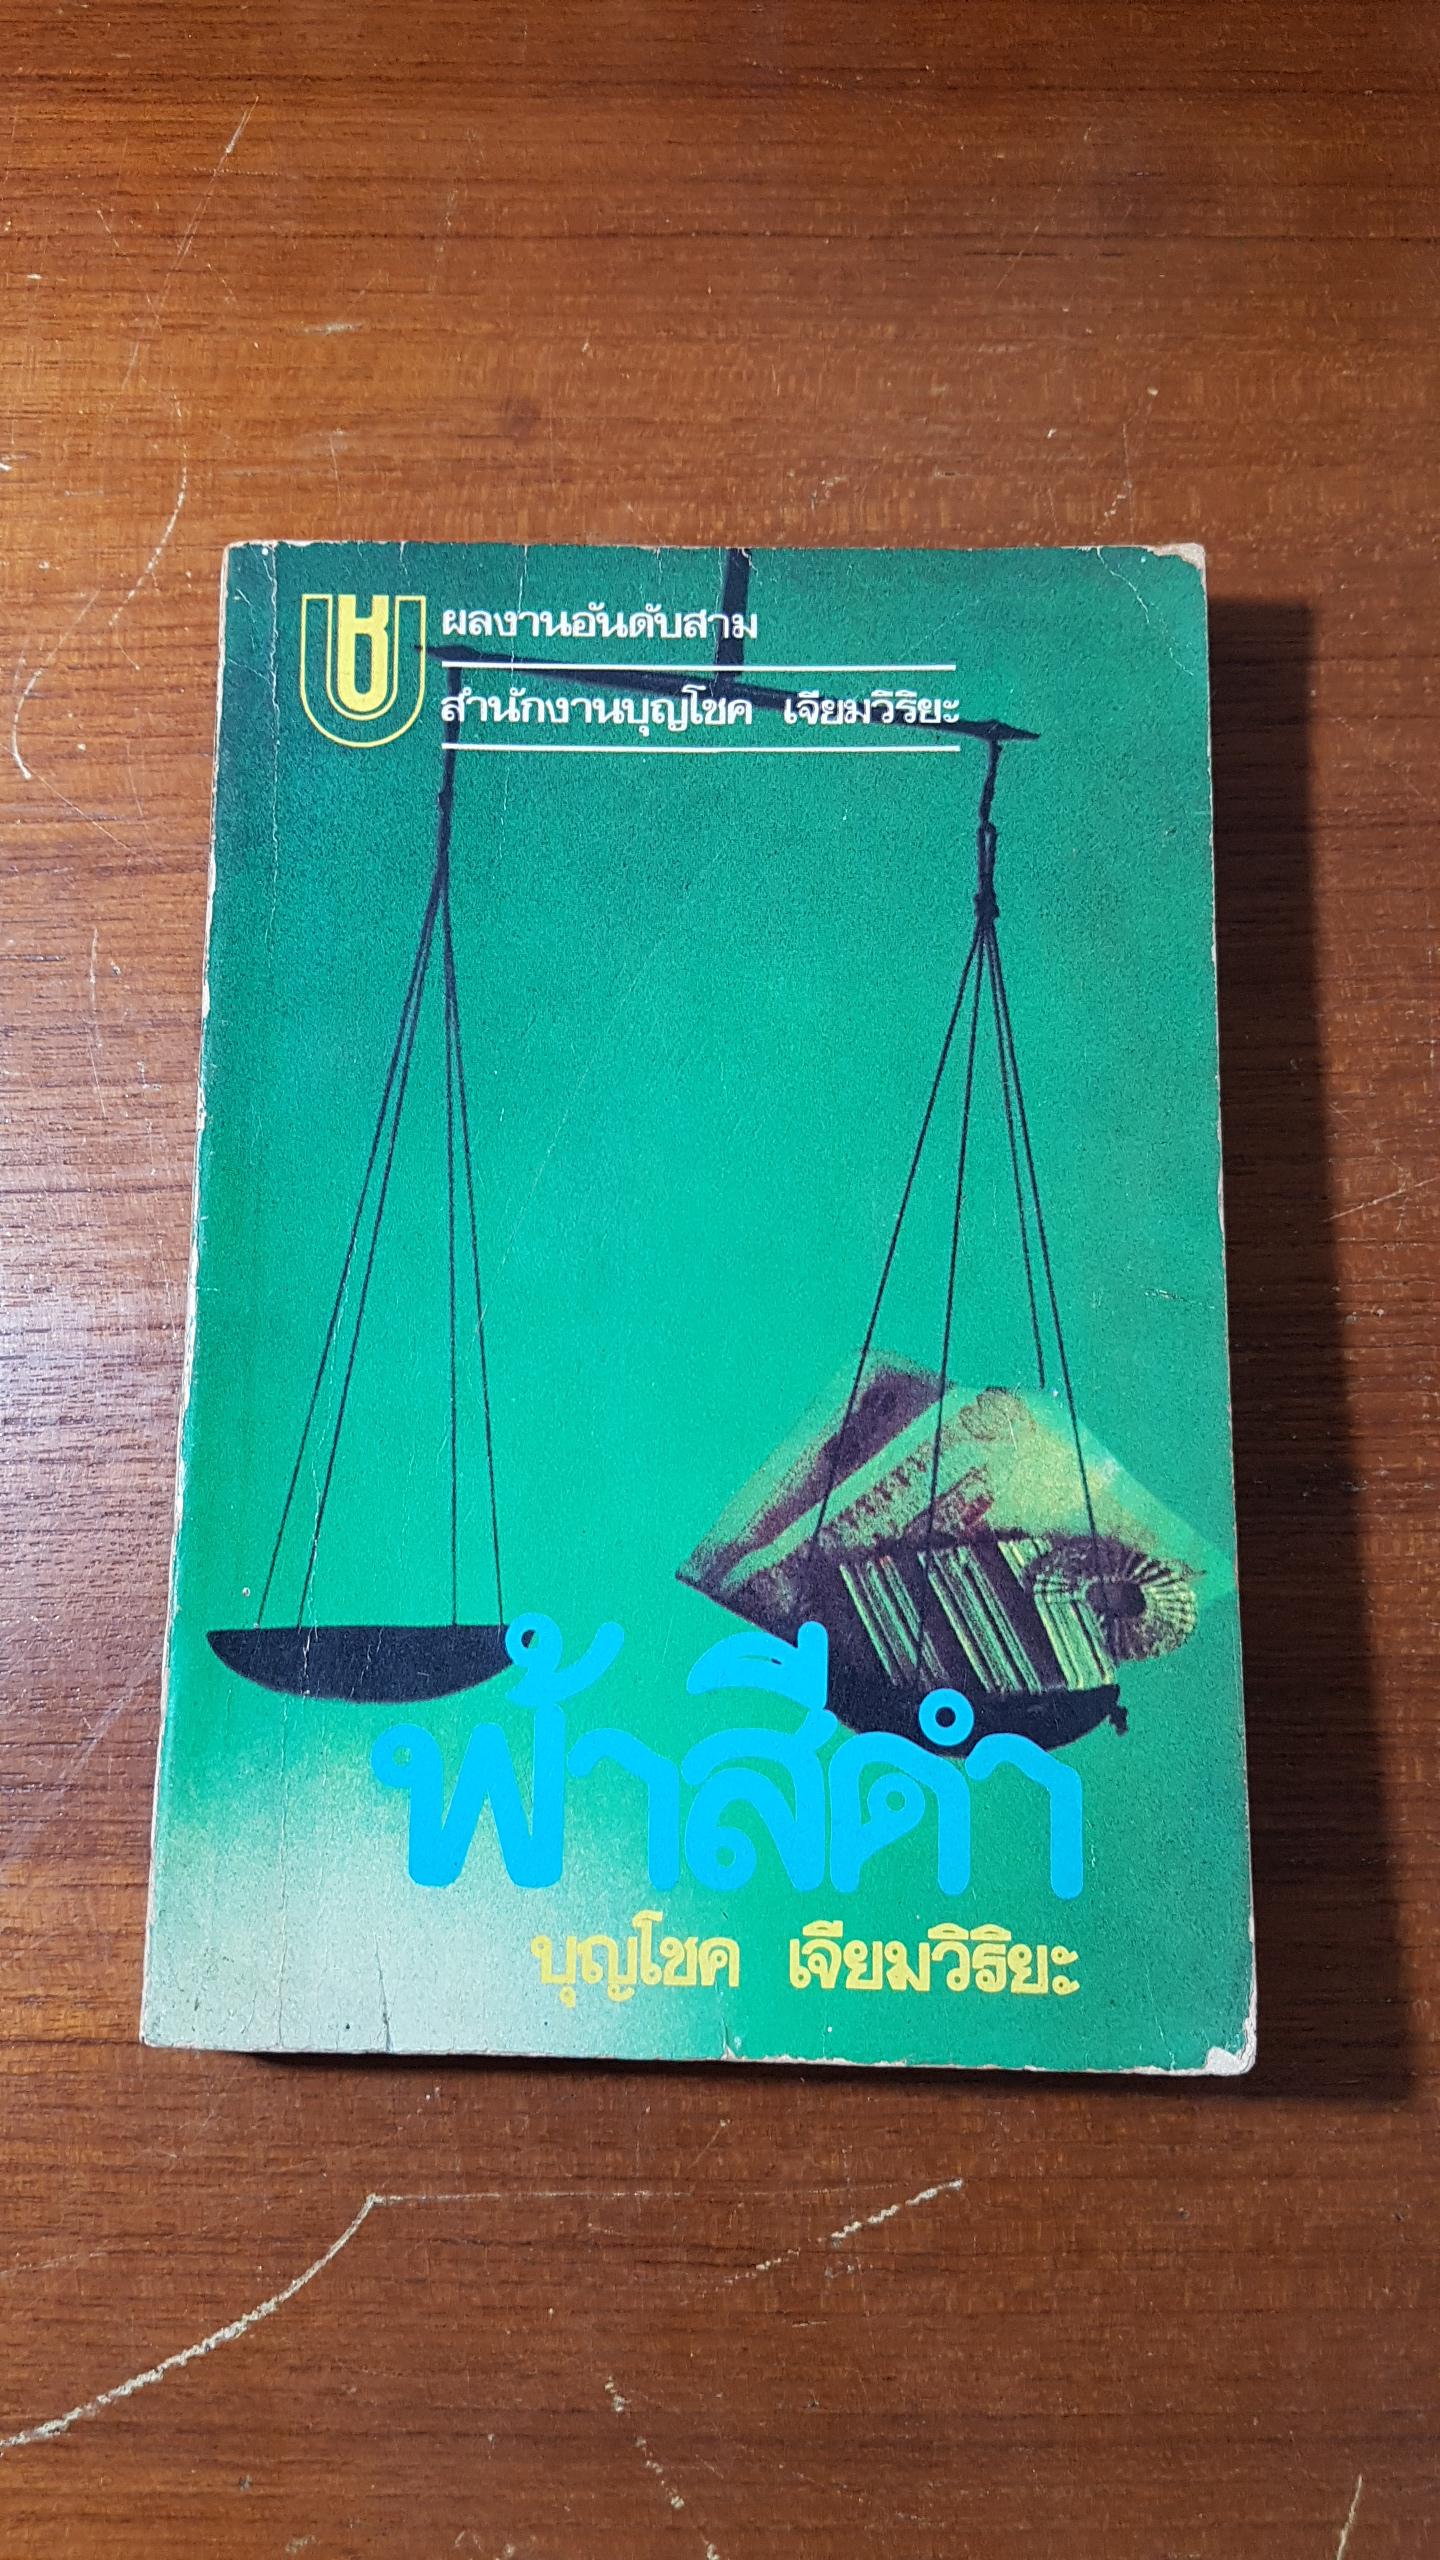 ช
ผลงานอันดับสาม
สำนักงานบุญโชค เจียมวิริยะ
ฟ้าสีดำ
บุญโชค เจียมวิริยะ